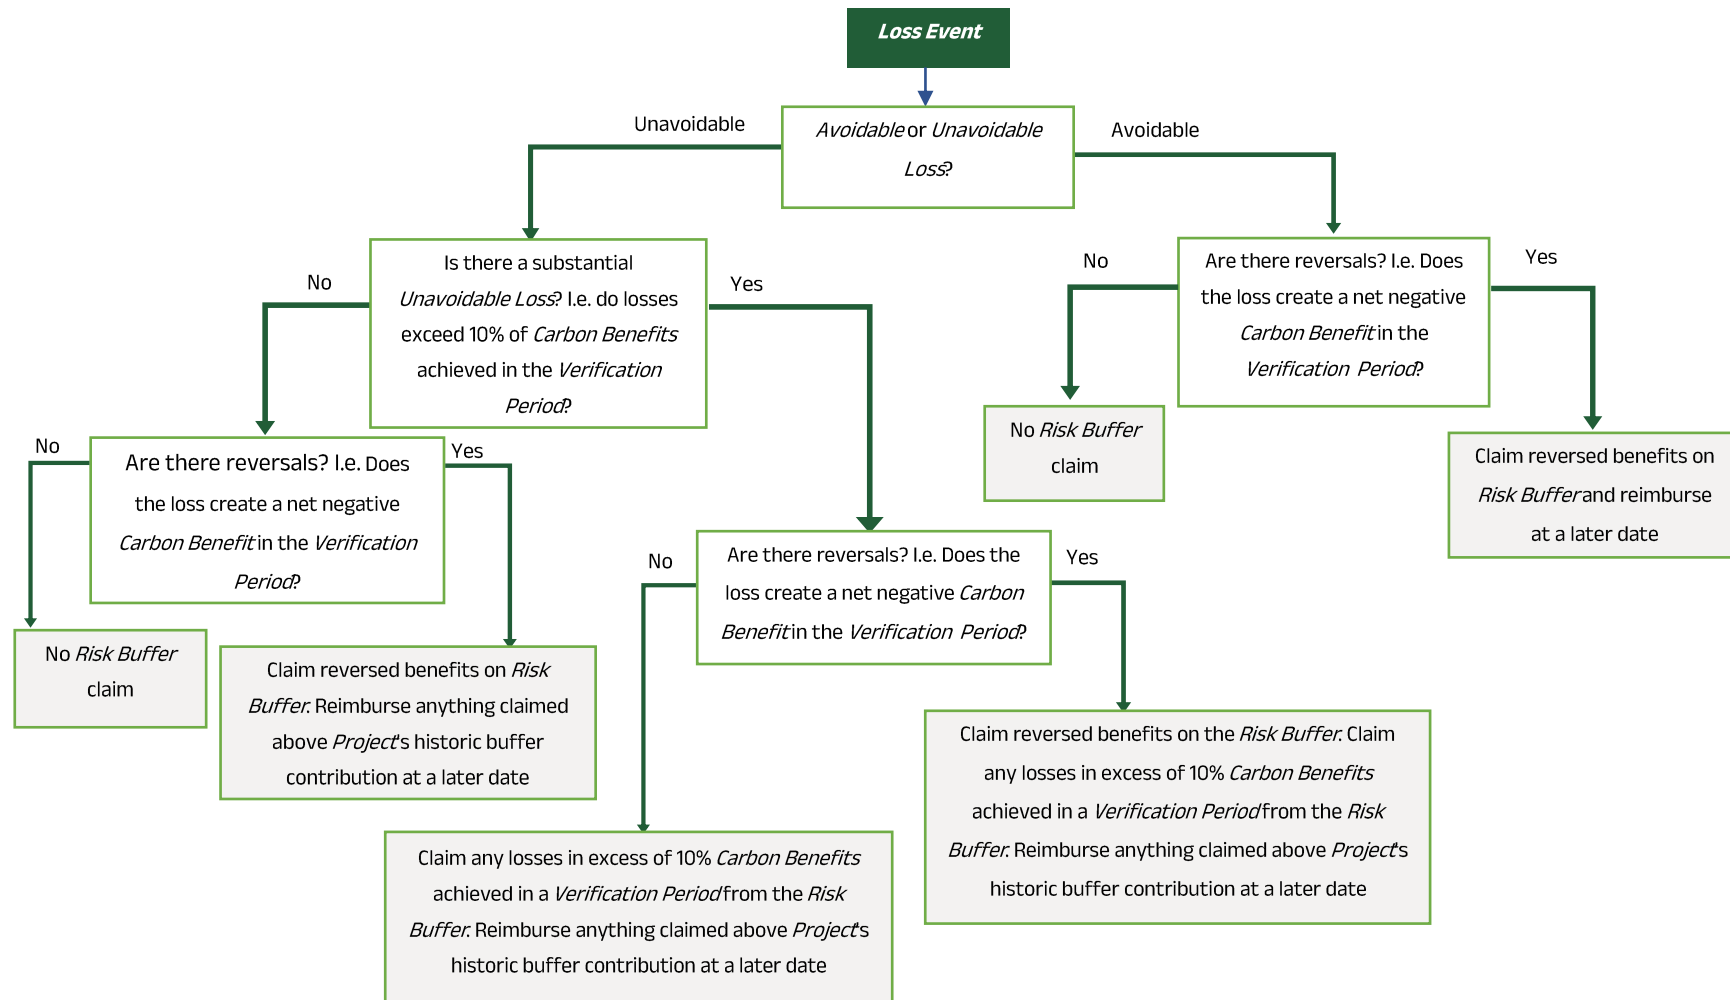 Loss Event
Unavoidable
Avoidable or Unavoidable
Loss?
Avoidable
Is there a substantial
Unavoidable Loss? I.e. do losses
exceed 10% of Carbon Benefits
achieved in the Verification
Period?
No
Yes
Are there reversals? I.e. Does
the loss create a net negative
Carbon Benefit in the
Verification Period?
No
Yes
No Risk Buffer
claim
Claim reversed benefits on
Risk Buffer and reimburse
at a later date
Are there reversals? I.e. Does
the loss create a net negative
Carbon Benefit in the Verification
Period?
No
Yes
No Risk Buffer
claim
Claim reversed benefits on Risk
Buffer. Reimburse anything claimed
above Project's historic buffer
contribution at a later date
Are there reversals? I.e. Does the
loss create a net negative Carbon
Benefit in the Verification Period?
No
Yes
Claim any losses in excess of 10% Carbon Benefits
achieved in a Verification Period from the Risk
Buffer. Reimburse anything claimed above Project's
historic buffer contribution at a later date
Claim reversed benefits on the Risk Buffer. Claim
any losses in excess of 10% Carbon Benefits
achieved in a Verification Period from the Risk
Buffer. Reimburse anything claimed above Project's
historic buffer contribution at a later date